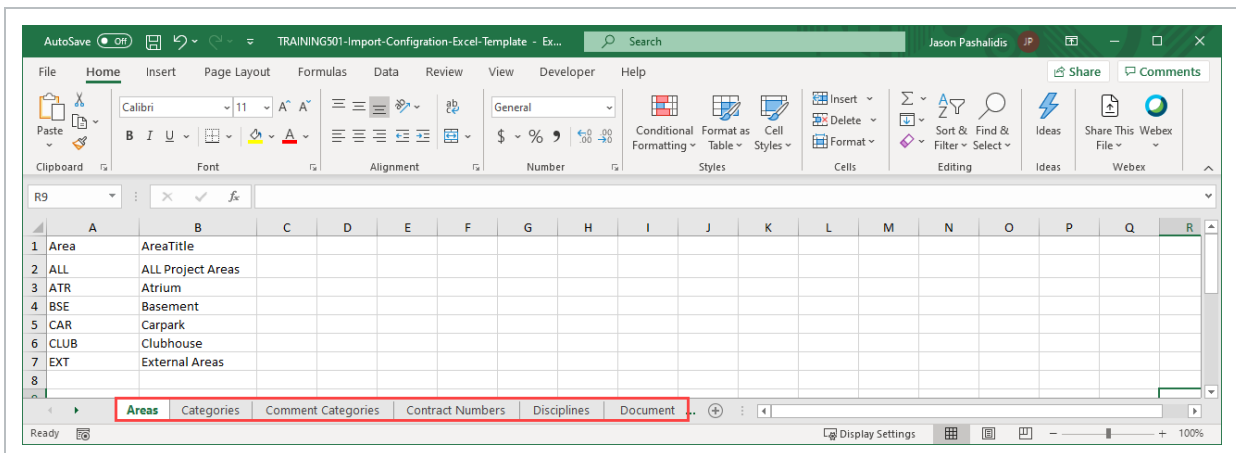 AutoSave Off TRAINING501-Import-Configration-Excel-Template - Ex... Search Jason Pashalidis JP
File Home Insert Page Layout Formulas Data Review View Developer Help Share Comments
Calibri 11 A^ A˅ ab General Insert Σ
Paste B I U A $ % 9 .00 Conditional Format as Cell Delete Sort & Find & Ideas Share This Webex
Formatting Table Styles Format Filter Select File
Clipboard Font Alignment Number Styles Cells Editing Ideas Webex
R9 fx
A B C D E F G H I J K L M N O P Q R
1 Area AreaTitle
2 ALL ALL Project Areas
3 ATR Atrium
4 BSE Basement
5 CAR Carpark
6 CLUB Clubhouse
7 EXT External Areas
8
Areas Categories Comment Categories Contract Numbers Disciplines Document ...
Ready Display Settings 100%